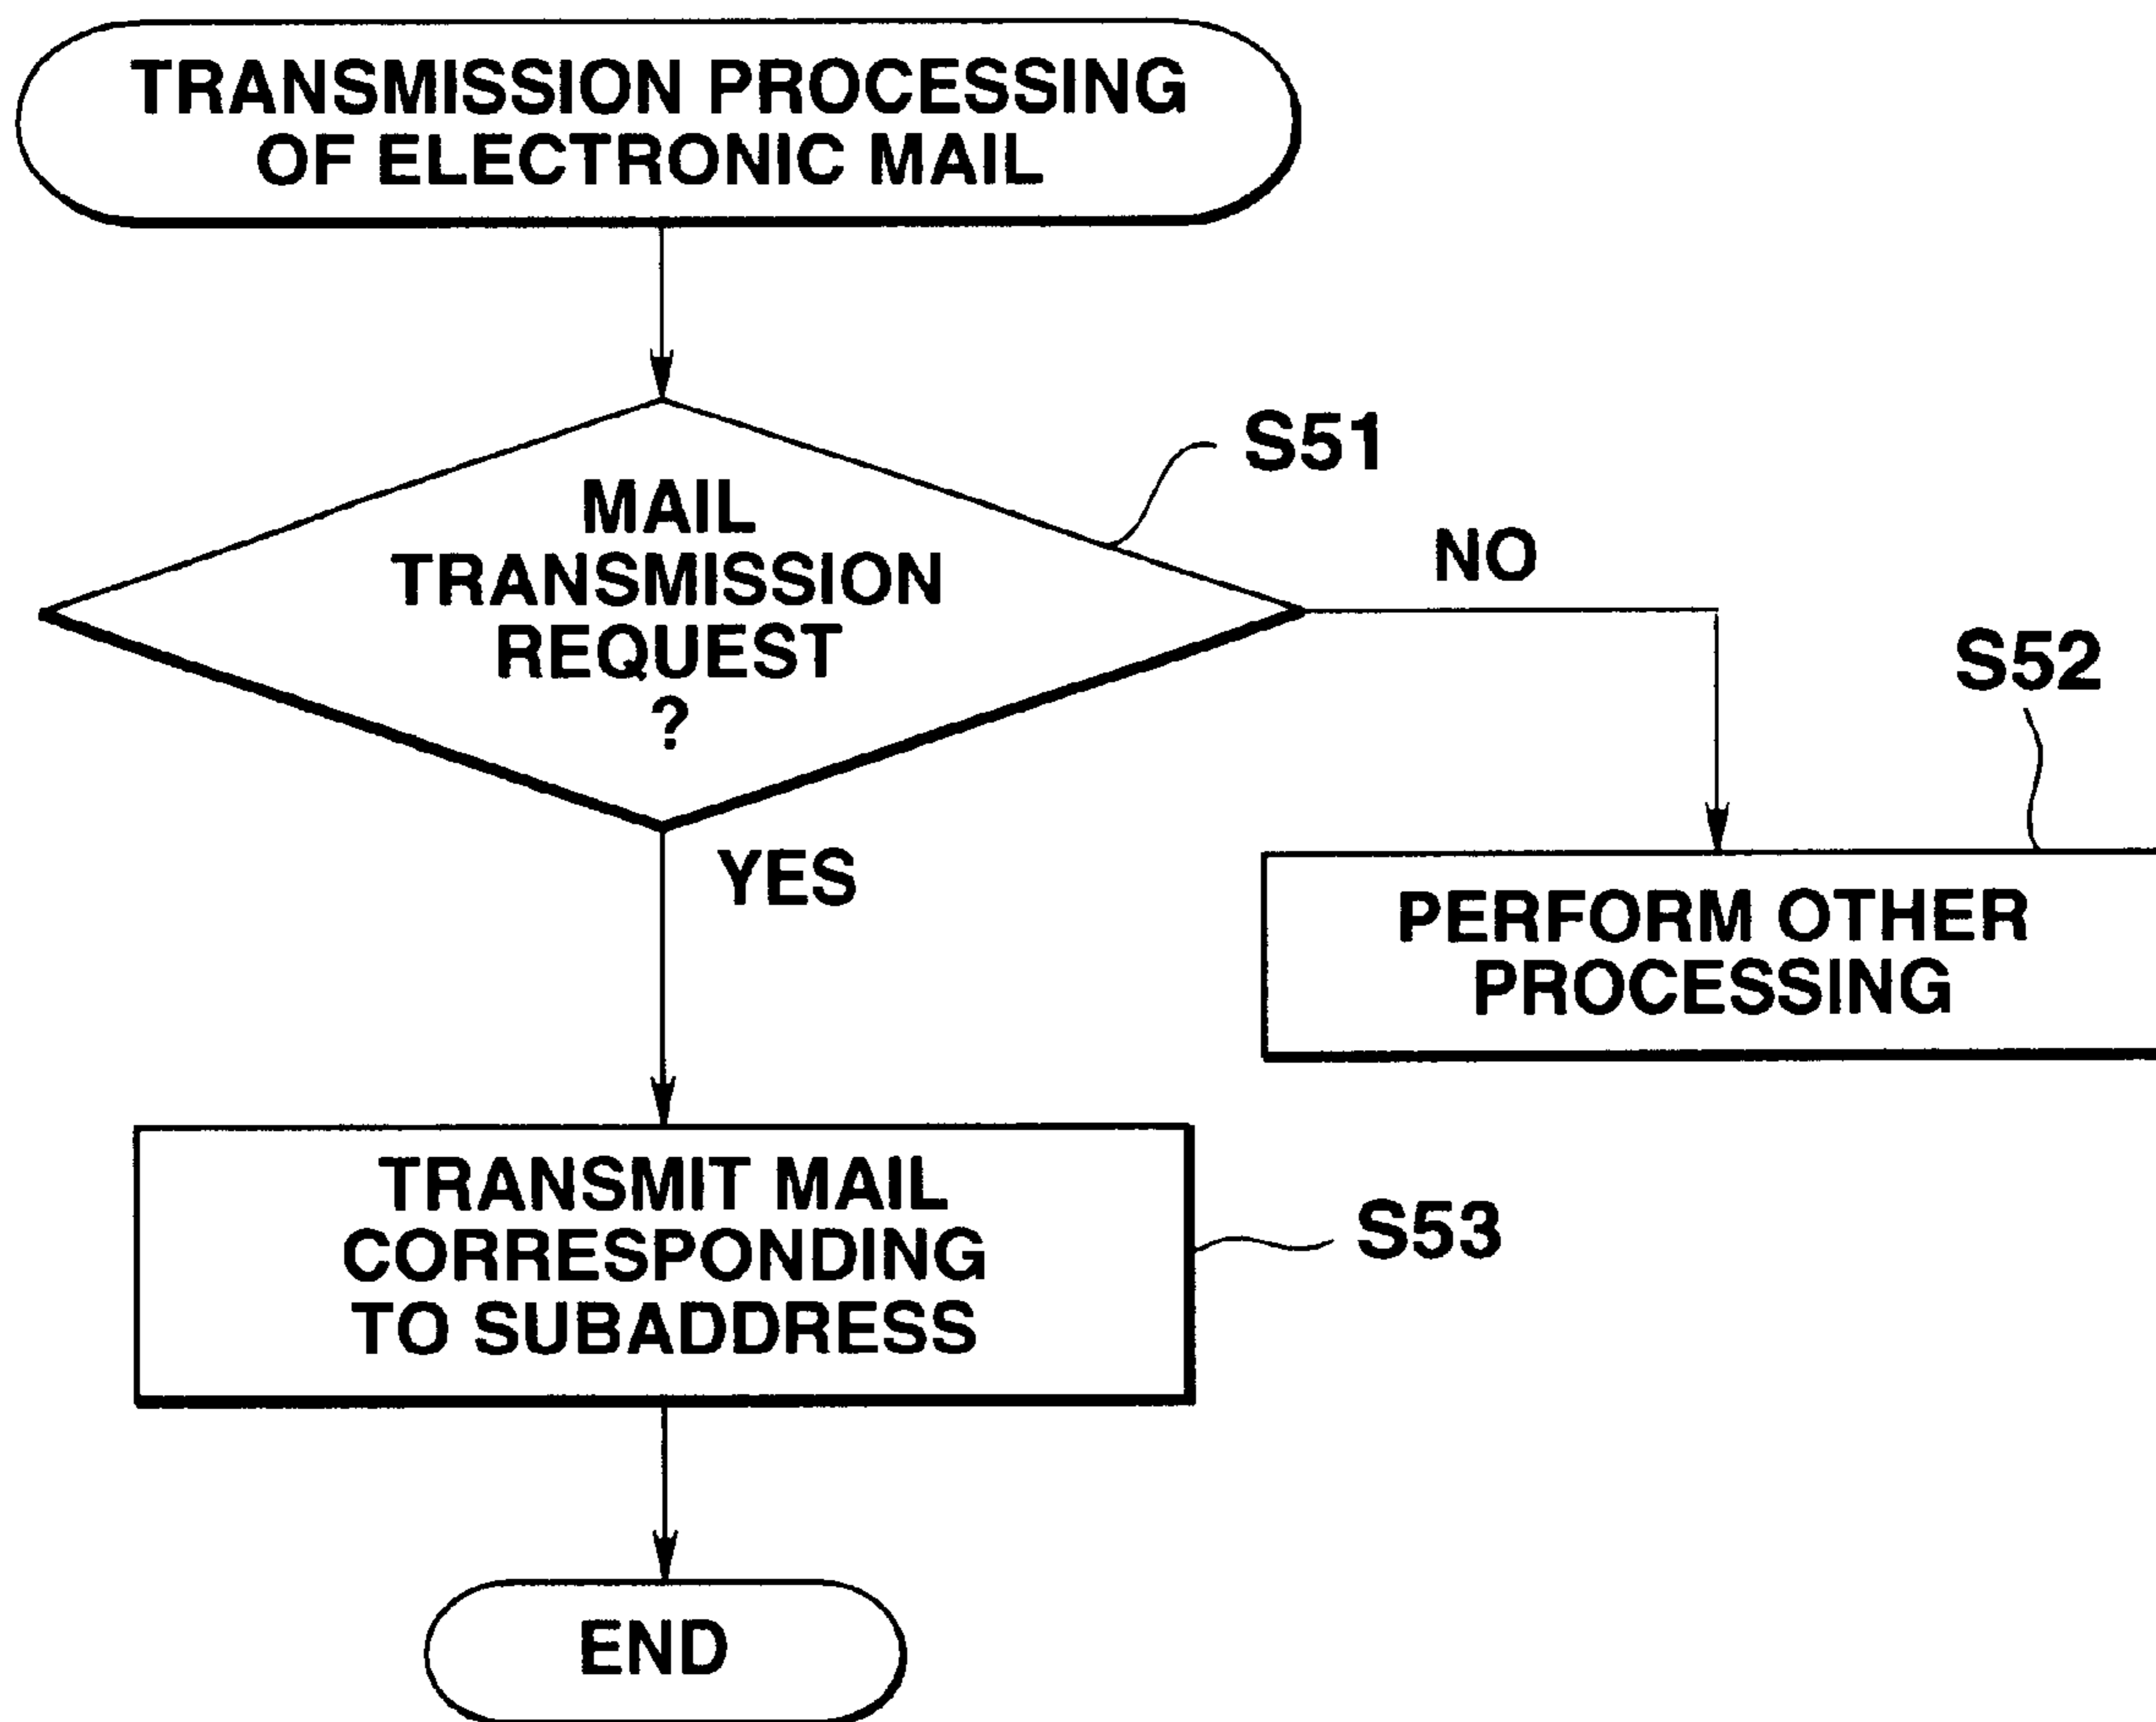 TRANSMISSION PROCESSING
OF ELECTRONIC MAIL
S51
MAIL
TRANSMISSION
REQUEST
?
NO
S52
YES
PERFORM OTHER
PROCESSING
TRANSMIT MAIL
CORRESPONDING
TO SUBADDRESS
S53
END